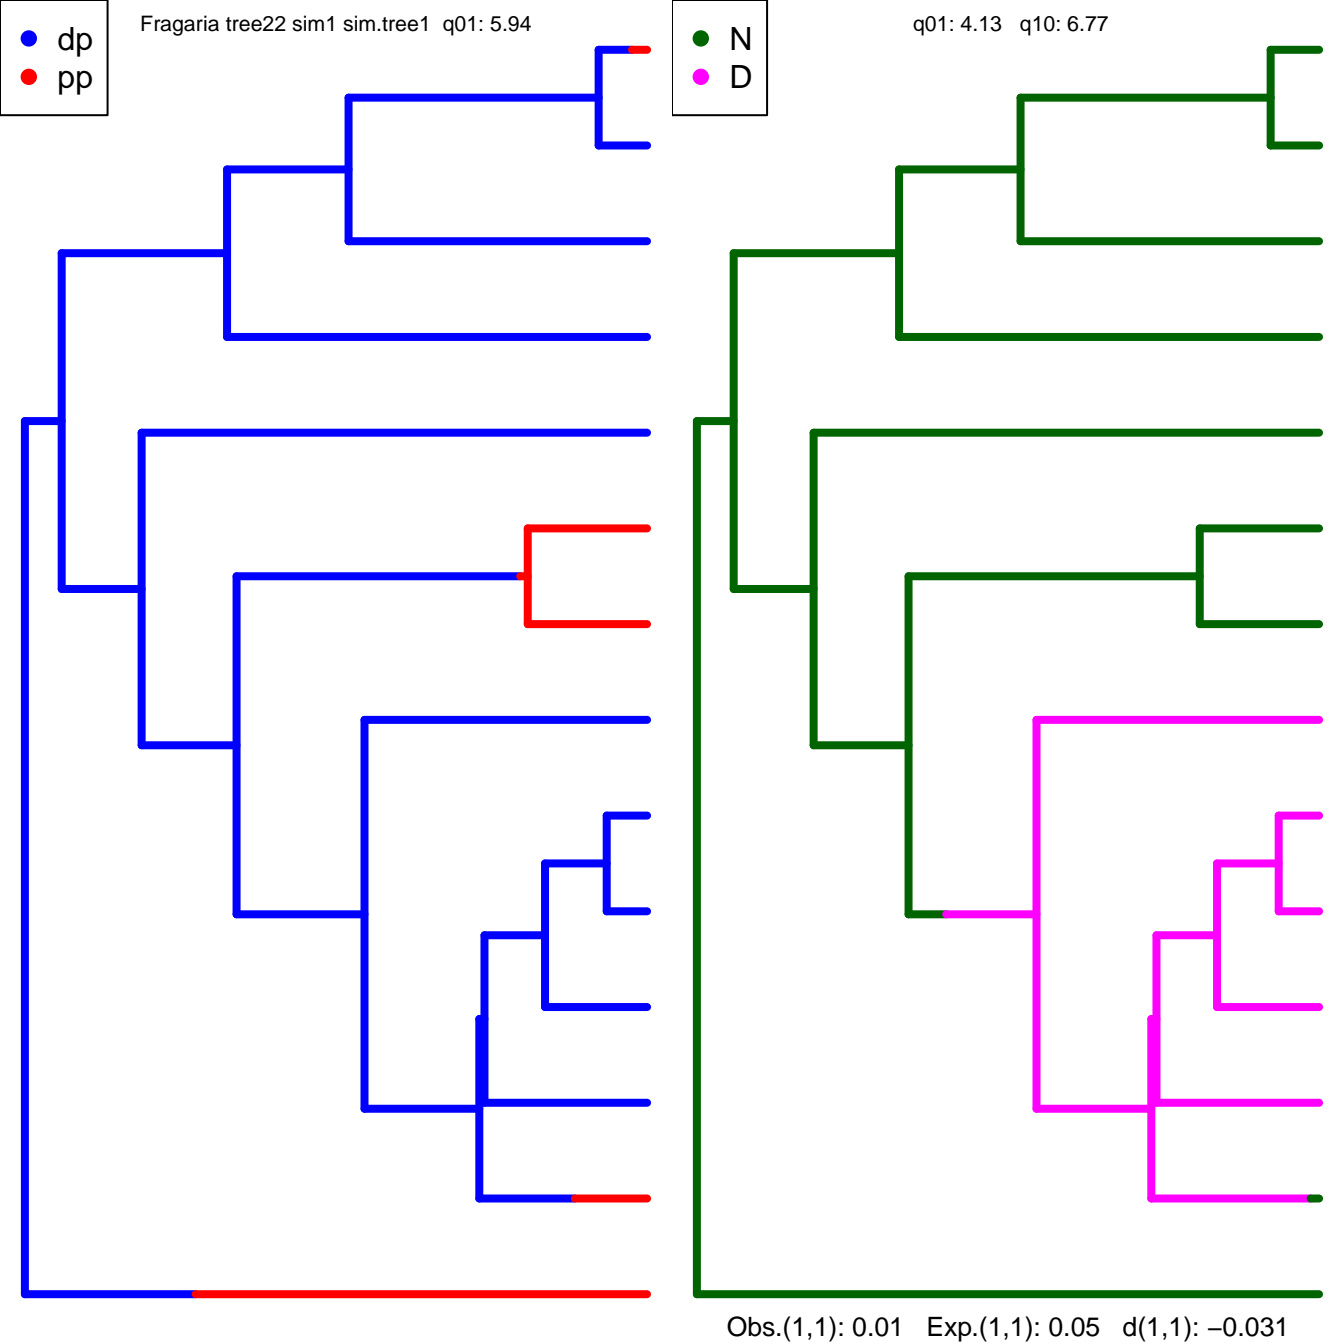 Fragaria tree22 sim1 sim.tree1 q01: 5.94
dp
pp
q01: 4.13 q10: 6.77
N
D
Obs.(1,1): 0.01 Exp.(1,1): 0.05 d(1,1): −0.031